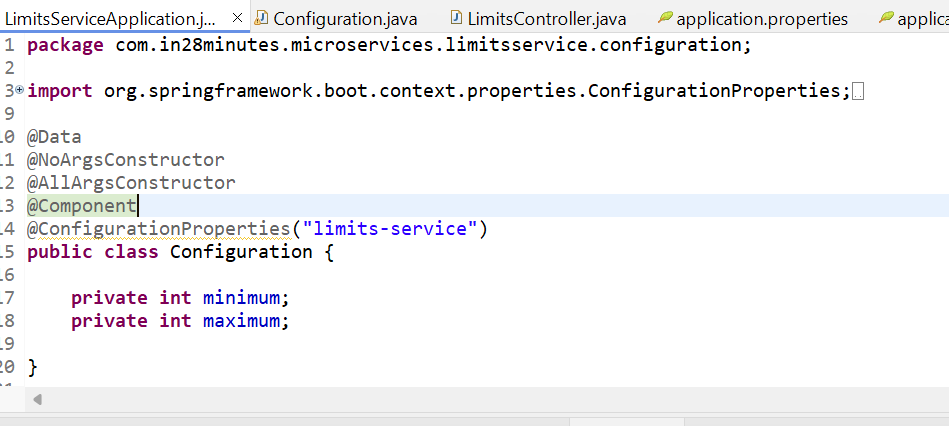 LimitsServiceApplication.j... Configuration.java LimitsController.java application.properties applica
1 package com.in28minutes.microservices.limitsservice.configuration;
2
3 import org.springframework.boot.context.properties.ConfigurationProperties;
9
0 @Data
1 @NoArgsConstructor
2 @AllArgsConstructor
3 @Component
4 @ConfigurationProperties("limits-service")
5 public class Configuration {
6
7 private int minimum;
8 private int maximum;
9
20 }